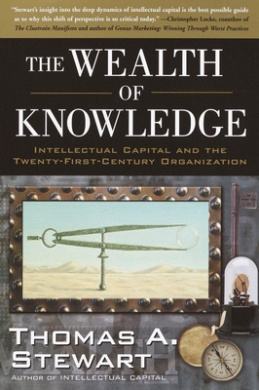 "Stewart's insight into the deep dynamics of intellectual capital is the best possible guide
as to why this shift of perspective is so critical today." —Christopher Locke, coauthor of
The Cluetrain Manifesto and author of Gonzo Marketing: Winning Through Worst Practices
THE WEALTH
OF
KNOWLEDGE
INTELLECTUAL CAPITAL AND THE
TWENTY-FIRST-CENTURY ORGANIZATION
THOMAS A.
STEWART
AUTHOR OF INTELLECTUAL CAPITAL